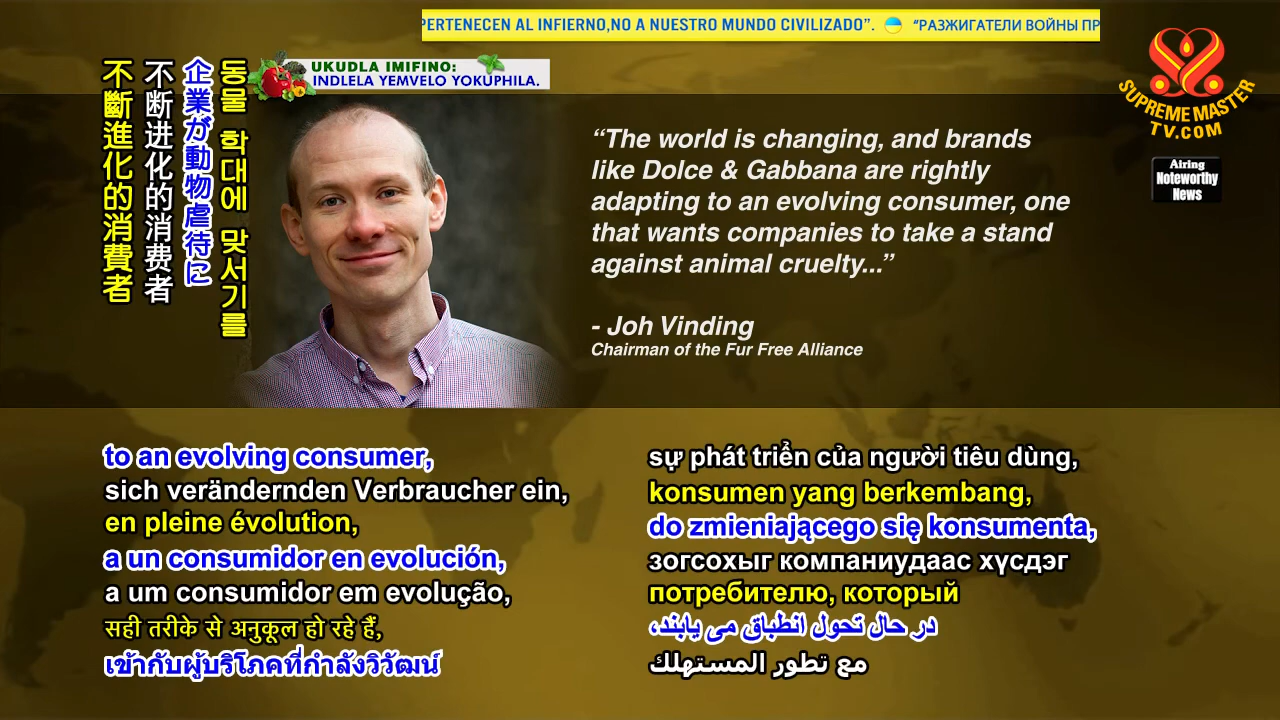 PERTENECEN AL INFIERNO,NO A NUESTRO MUNDO CIVILIZADO”. “РАЗЖИГАТЕЛИ ВОЙНЫ ПР
UKUDLA IMIFINO:
INDLELA YEMVELO YOKUPHILA.
SUPREME MASTER
TV.COM
Airing
Noteworthy
News
不斷進化的消費者
不断进化的消费者
企業が動物虐待に
동물 학대에 맞서기를
“The world is changing, and brands
like Dolce & Gabbana are rightly
adapting to an evolving consumer, one
that wants companies to take a stand
against animal cruelty...”
- Joh Vinding
Chairman of the Fur Free Alliance
to an evolving consumer,
sich verändernden Verbraucher ein,
en pleine évolution,
a un consumidor en evolución,
a um consumidor em evolução,
सही तरीके से अनुकूल हो रहे हैं,
เข้ากับผู้บริโภคที่กำลังวิวัฒน์
sự phát triển của người tiêu dùng,
konsumen yang berkembang,
do zmieniającego się konsumenta,
зогсохыг компаниудаас хүсдэг
потребителю, который
در حال تحول انطباق می یابند،
مع تطور المستهلك